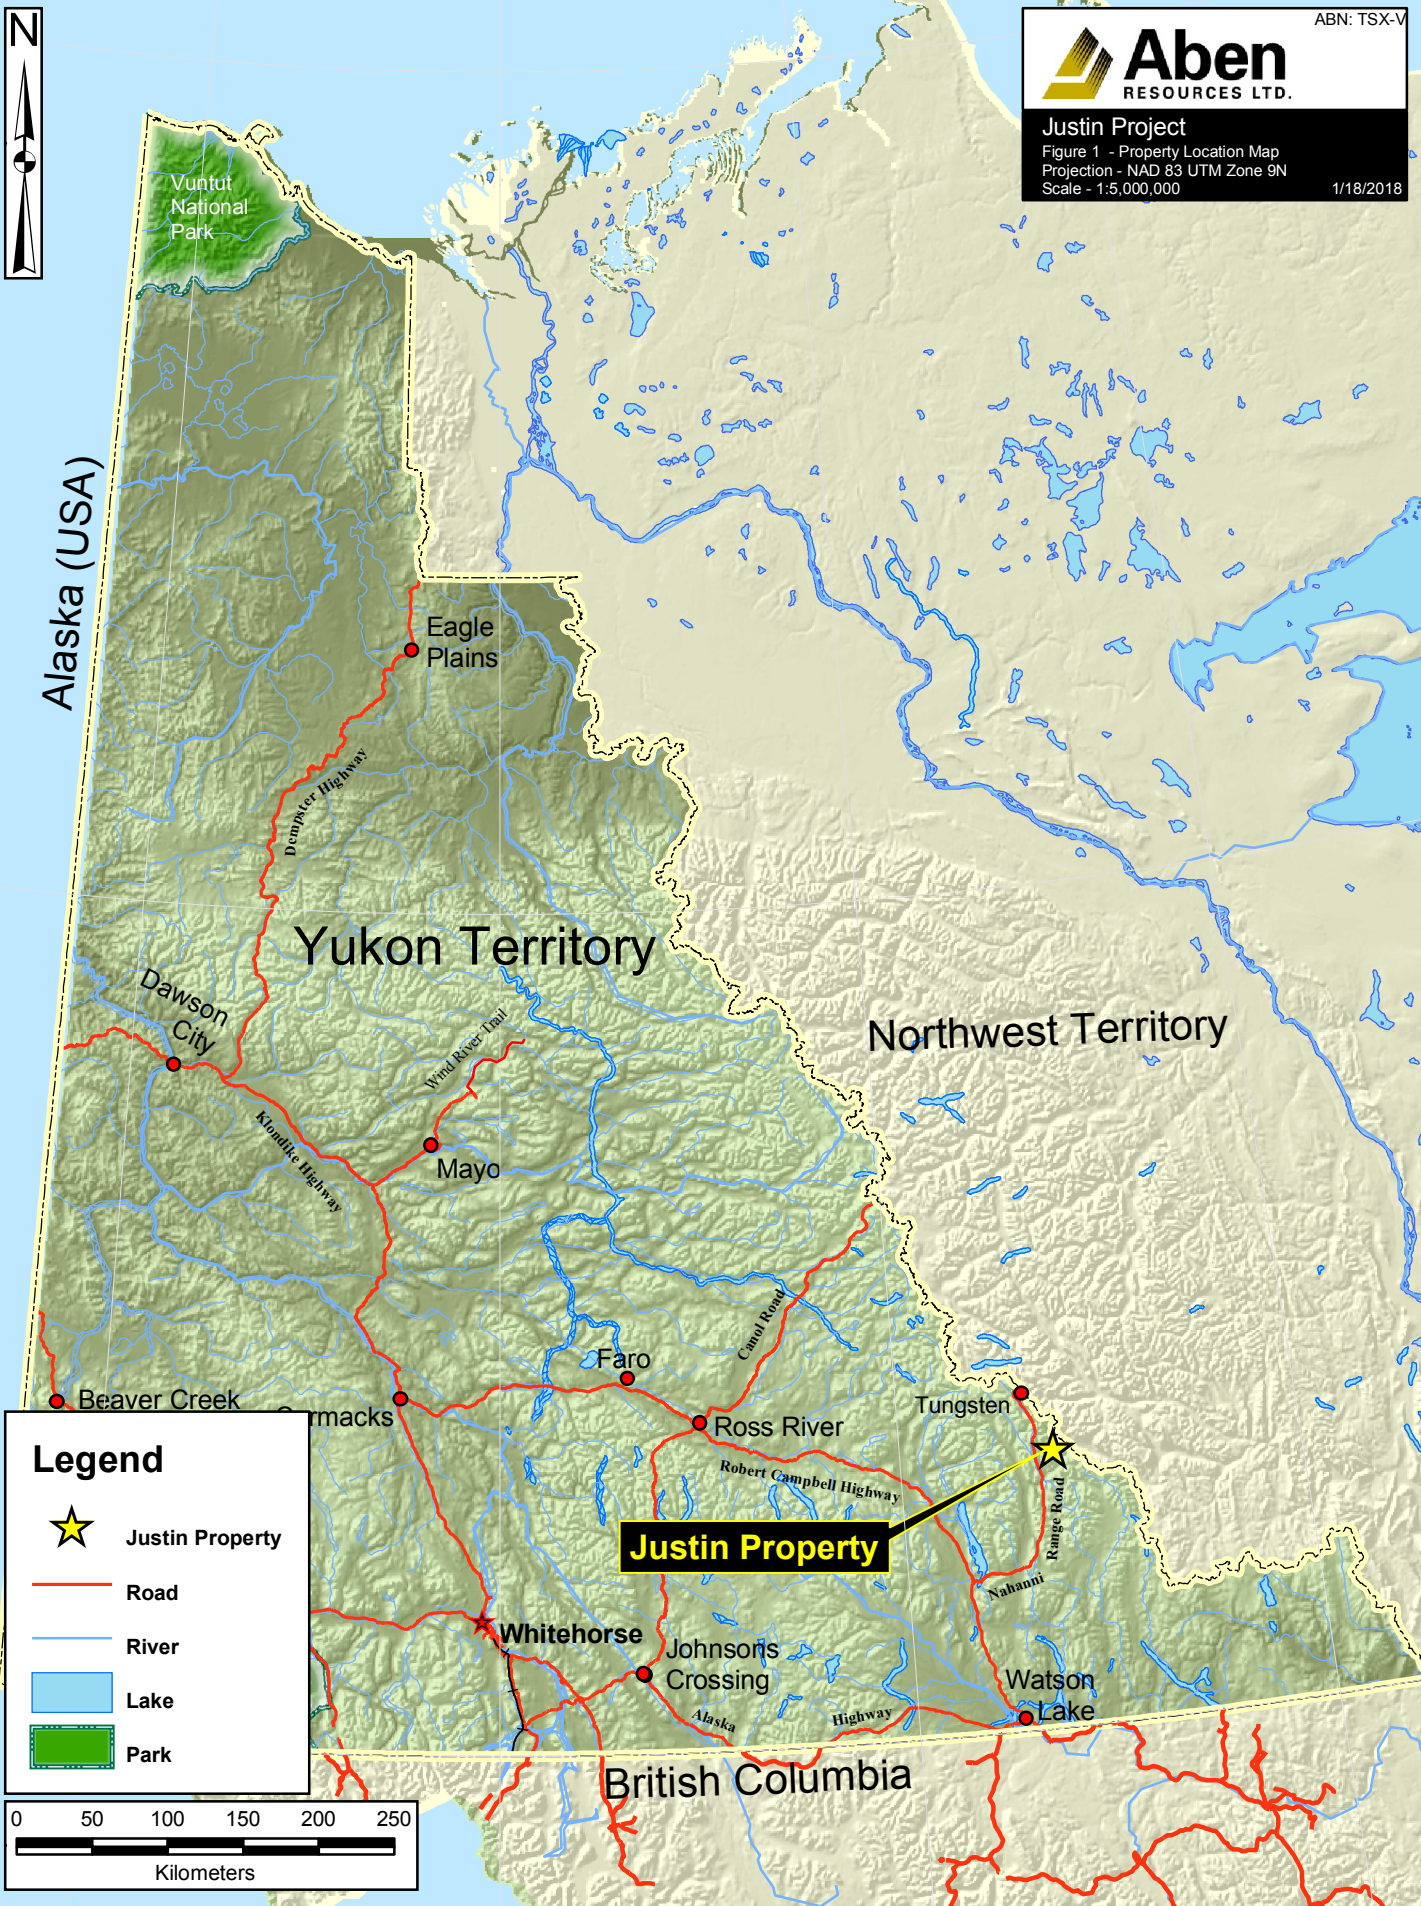 N
ABN: TSX-V
Aben
RESOURCES LTD.
Justin Project
Figure 1 - Property Location Map
Projection - NAD 83 UTM Zone 9N
Scale - 1:5,000,000 1/18/2018
Vuntut
National
Park
Alaska (USA)
Eagle
Plains
Dempster Highway
Yukon Territory
Dawson
City
Wind River Trail
Northwest Territory
Klondike Highway
Mayo
Canol Road
Faro
Tungsten
Beaver Creek
rmacks
Ross River
Robert Campbell Highway
Range Road
Justin Property
Nahanni
Whitehorse
Johnsons
Crossing
Watson
Lake
Alaska
Highway
British Columbia
Legend
Justin Property
Road
River
Lake
Park
0 50 100 150 200 250
Kilometers